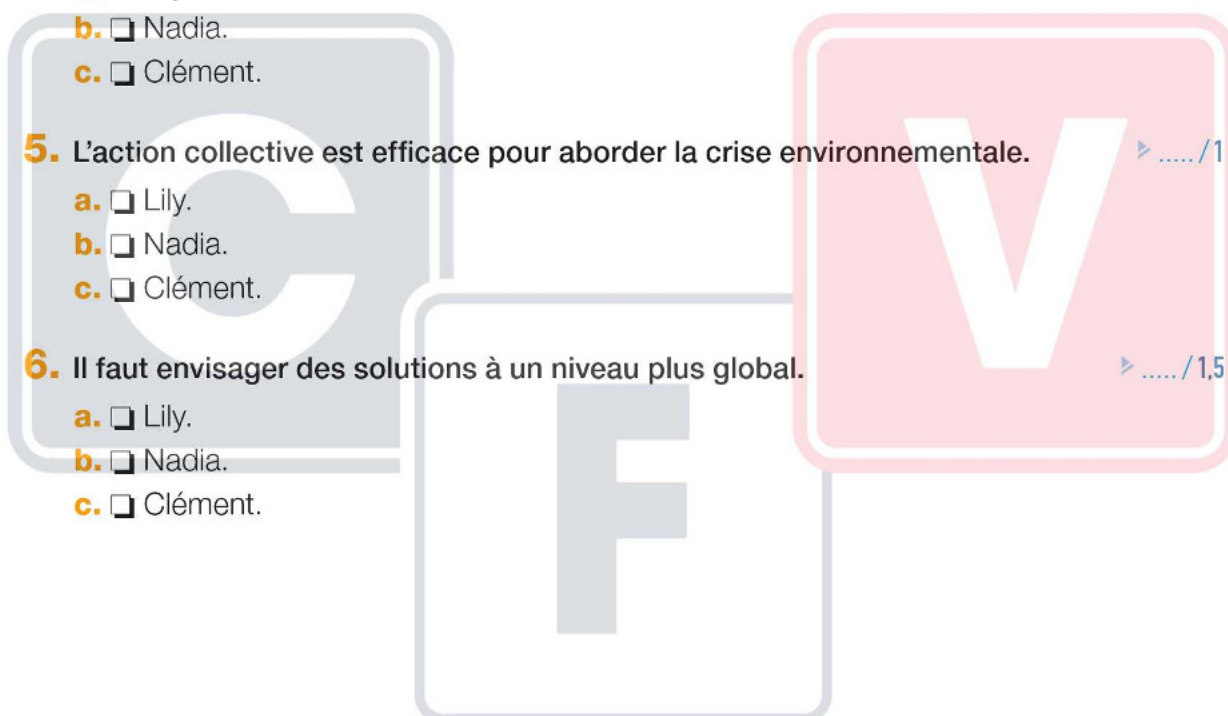 b. ❑ Nadia.
c. ❑ Clément.
5. L'action collective est efficace pour aborder la crise environnementale. ▸ ..... / 1
a. ❑ Lily.
b. ❑ Nadia.
c. ❑ Clément.
6. Il faut envisager des solutions à un niveau plus global. ▸ ..... / 1,5
a. ❑ Lily.
b. ❑ Nadia.
c. ❑ Clément.
C
V
F